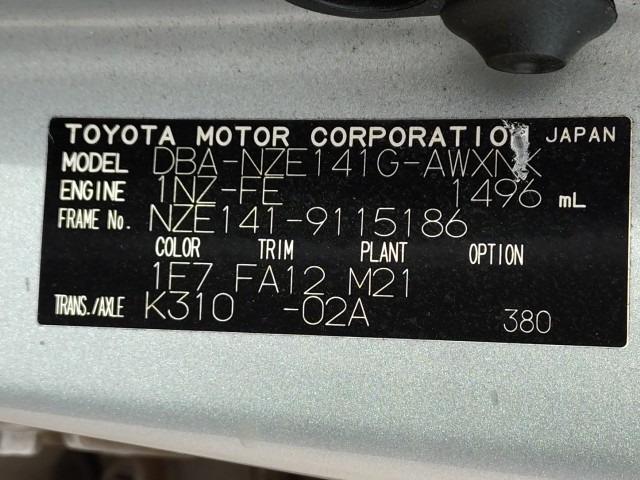 TOYOTA MOTOR CORPORATION JAPAN
MODEL DBA-NZE141G-AWXNK
ENGINE 1NZ-FE 1496 mL
FRAME No. NZE141-9115186
COLOR TRIM PLANT OPTION
1E7 FA12 M21
TRANS./AXLE K310 -02A 380